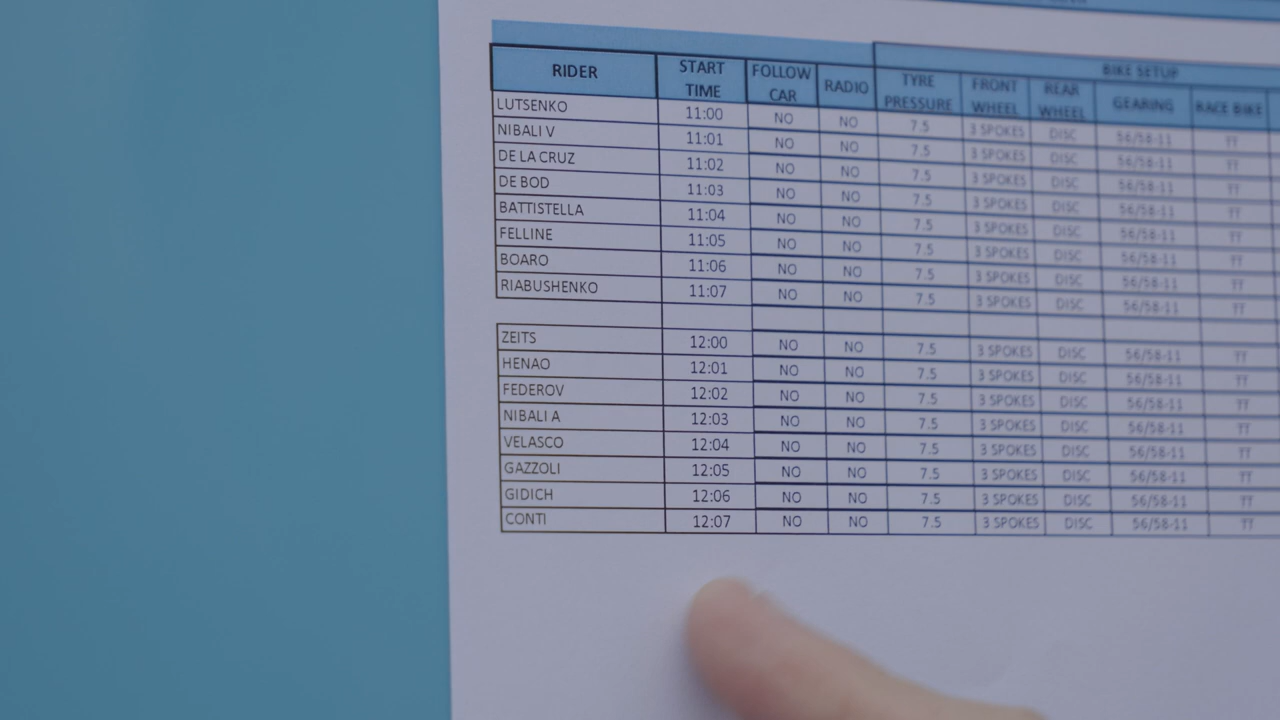 BIKE SETUP
RIDER START TIME FOLLOW CAR RADIO TYRE PRESSURE FRONT WHEEL REAR WHEEL GEARING RACE BIKE
LUTSENKO 11:00 NO NO 7.5 3 SPOKES DISC 56/58-11 TT
NIBALI V 11:01 NO NO 7.5 3 SPOKES DISC 56/58-11 TT
DE LA CRUZ 11:02 NO NO 7.5 3 SPOKES DISC 56/58-11 TT
DE BOD 11:03 NO NO 7.5 3 SPOKES DISC 56/58-11 TT
BATTISTELLA 11:04 NO NO 7.5 3 SPOKES DISC 56/58-11 TT
FELLINE 11:05 NO NO 7.5 3 SPOKES DISC 56/58-11 TT
BOARO 11:06 NO NO 7.5 3 SPOKES DISC 56/58-11 TT
RIABUSHENKO 11:07 NO NO 7.5 3 SPOKES DISC 56/58-11 TT
ZEITS 12:00 NO NO 7.5 3 SPOKES DISC 56/58-11 TT
HENAO 12:01 NO NO 7.5 3 SPOKES DISC 56/58-11 TT
FEDEROV 12:02 NO NO 7.5 3 SPOKES DISC 56/58-11 TT
NIBALI A 12:03 NO NO 7.5 3 SPOKES DISC 56/58-11 TT
VELASCO 12:04 NO NO 7.5 3 SPOKES DISC 56/58-11 TT
GAZZOLI 12:05 NO NO 7.5 3 SPOKES DISC 56/58-11 TT
GIDICH 12:06 NO NO 7.5 3 SPOKES DISC 56/58-11 TT
CONTI 12:07 NO NO 7.5 3 SPOKES DISC 56/58-11 TT